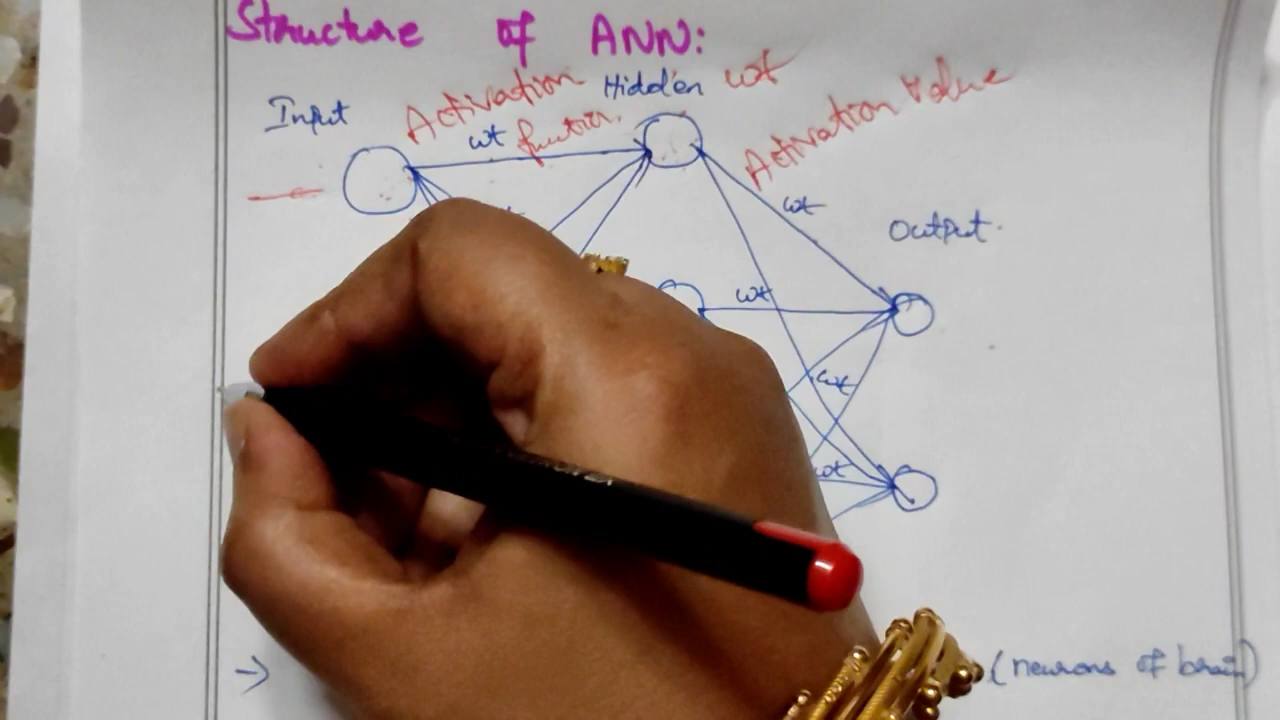 Structure of ANN:
Input
Activation
function
Hidden
wt
Activation Value
wt
wt
Output
wt
wt
wt
→
(neurons of brain)